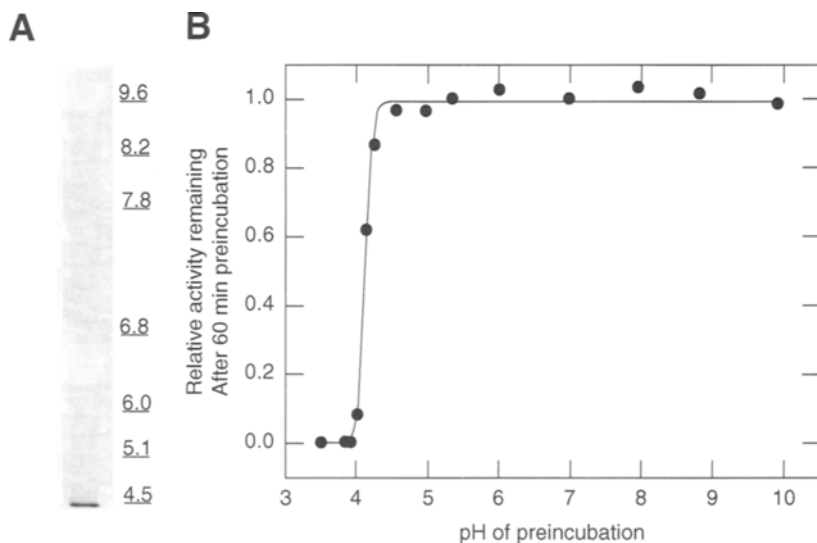 A
9.6
8.2
7.8
6.8
6.0
5.1
4.5
B
Relative activity remaining
After 60 min preincubation
1.0
0.8
0.6
0.4
0.2
0.0
3 4 5 6 7 8 9 10
pH of preincubation